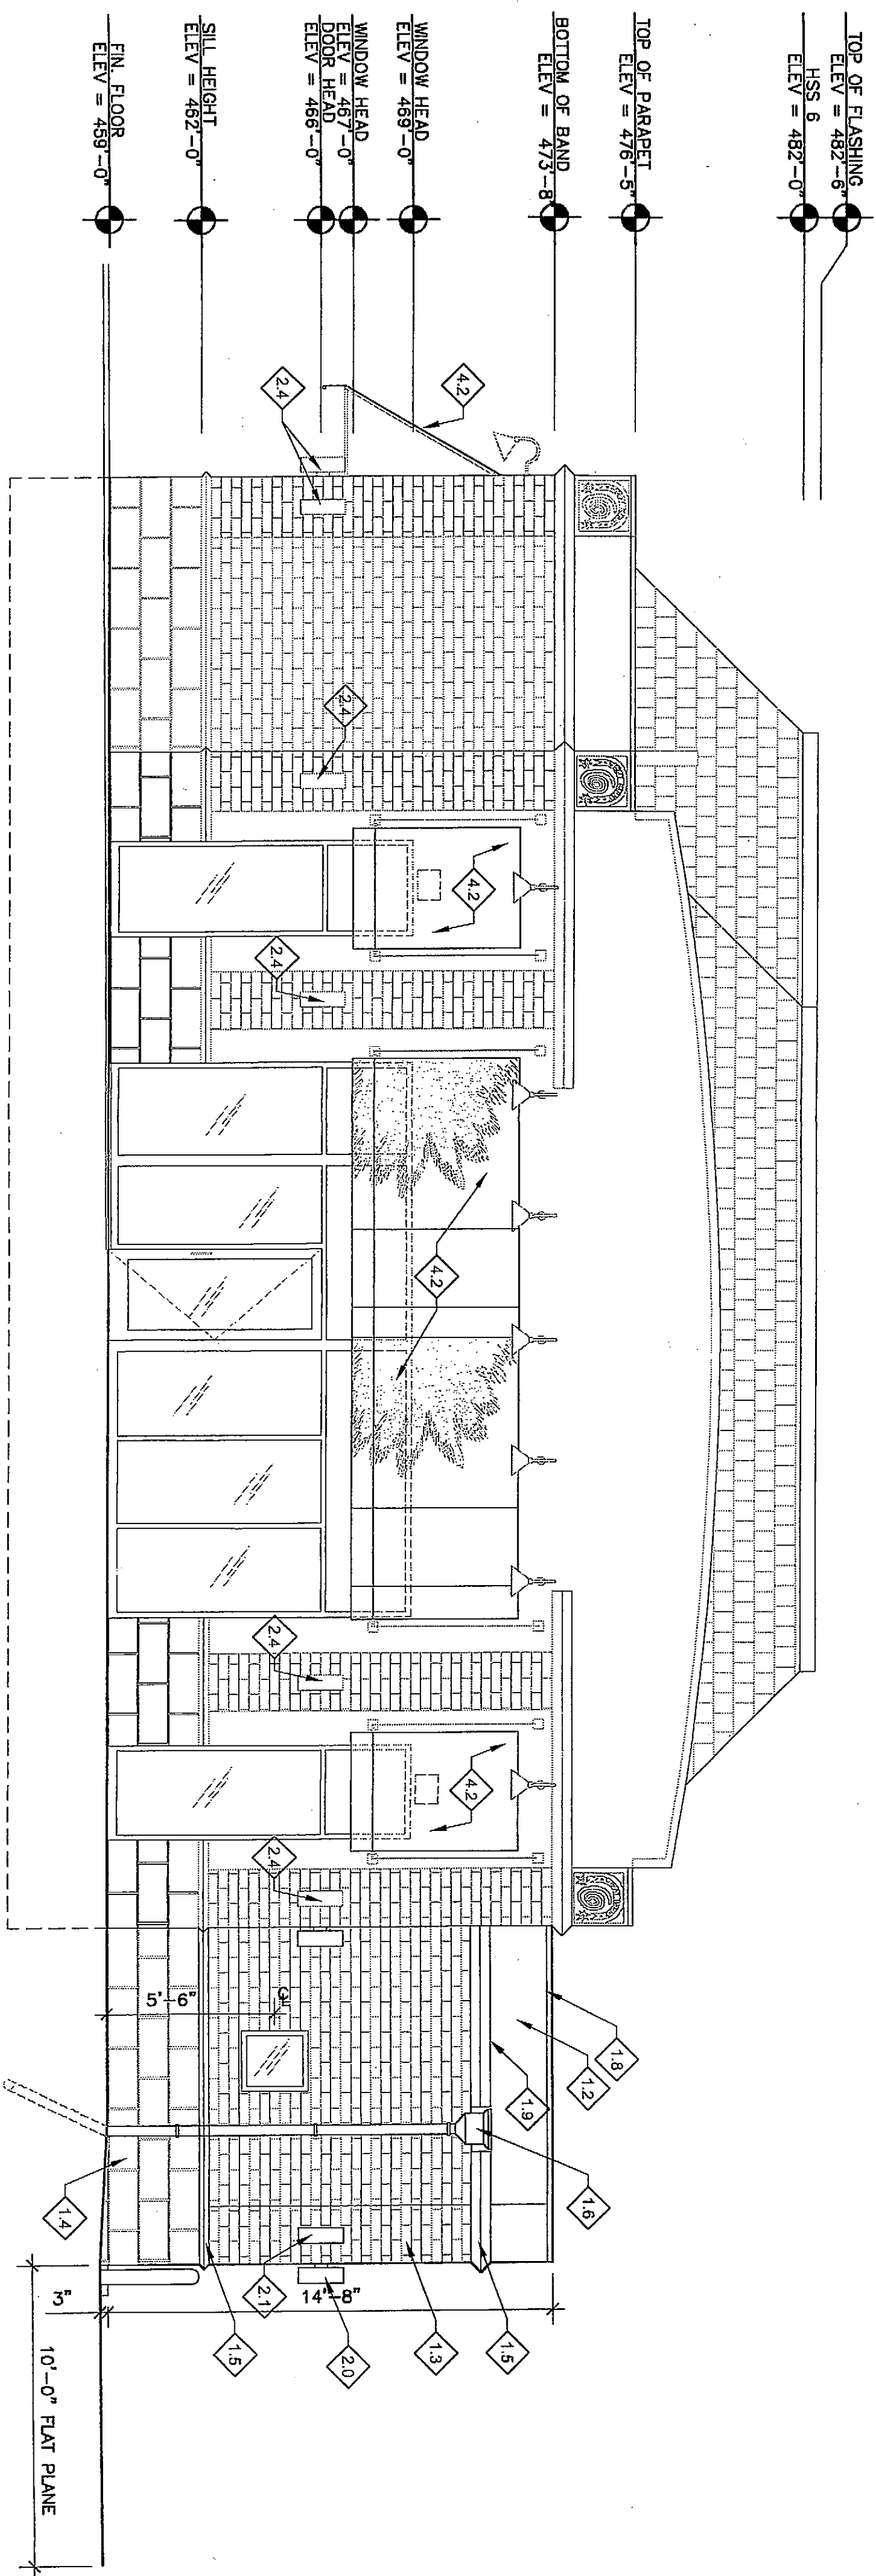 TOP OF FLASHING
ELEV = 482'-6"
HSS 6
ELEV = 482'-0"
TOP OF PARAPET
ELEV = 476'-5"
BOTTOM OF BAND
ELEV = 473'-8"
WINDOW HEAD
ELEV = 469'-0"
WINDOW HEAD
ELEV = 467'-0"
DOOR HEAD
ELEV = 466'-0"
SILL HEIGHT
ELEV = 462'-0"
FIN. FLOOR
ELEV = 459'-0"
4.2
2.4
2.4
4.2
2.4
4.2
2.4
4.2
2.4
1.8
1.2
1.9
1.6
5'-6"
1.4
1.5
1.3
2.0
2.1
1.5
14'-8"
3"
10'-0" FLAT PLANE